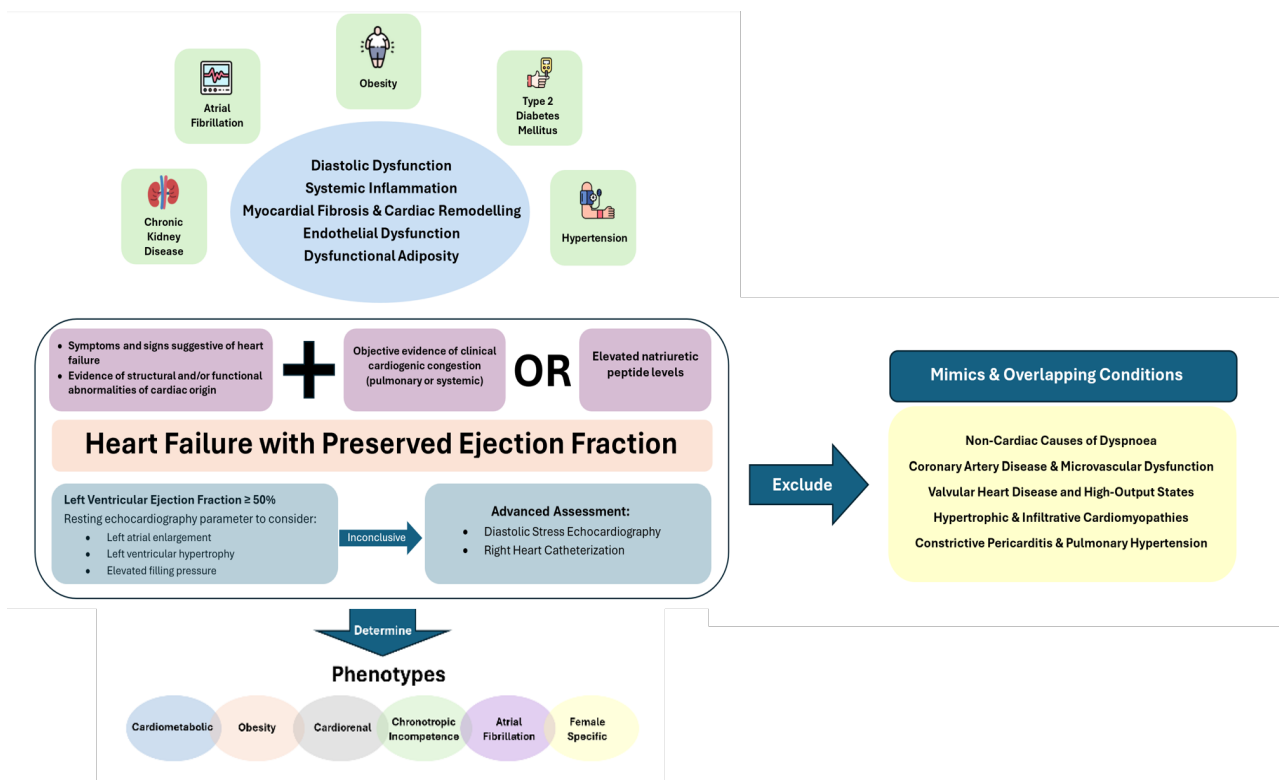 Obesity
Atrial
Fibrillation
Type 2
Diabetes
Mellitus
Chronic
Kidney
Disease
Hypertension
Diastolic Dysfunction
Systemic Inflammation
Myocardial Fibrosis & Cardiac Remodelling
Endothelial Dysfunction
Dysfunctional Adiposity
• Symptoms and signs suggestive of heart
failure
• Evidence of structural and/or functional
abnormalities of cardiac origin
+
Objective evidence of clinical
cardiogenic congestion
(pulmonary or systemic)
OR
Elevated natriuretic
peptide levels
Heart Failure with Preserved Ejection Fraction
Left Ventricular Ejection Fraction ≥ 50%
Resting echocardiography parameter to consider:
• Left atrial enlargement
• Left ventricular hypertrophy
• Elevated filling pressure
Inconclusive
Advanced Assessment:
• Diastolic Stress Echocardiography
• Right Heart Catheterization
Exclude
Mimics & Overlapping Conditions
Non-Cardiac Causes of Dyspnoea
Coronary Artery Disease & Microvascular Dysfunction
Valvular Heart Disease and High-Output States
Hypertrophic & Infiltrative Cardiomyopathies
Constrictive Pericarditis & Pulmonary Hypertension
Determine
Phenotypes
Cardiometabolic
Obesity
Cardiorenal
Chronotropic
Incompetence
Atrial
Fibrillation
Female
Specific